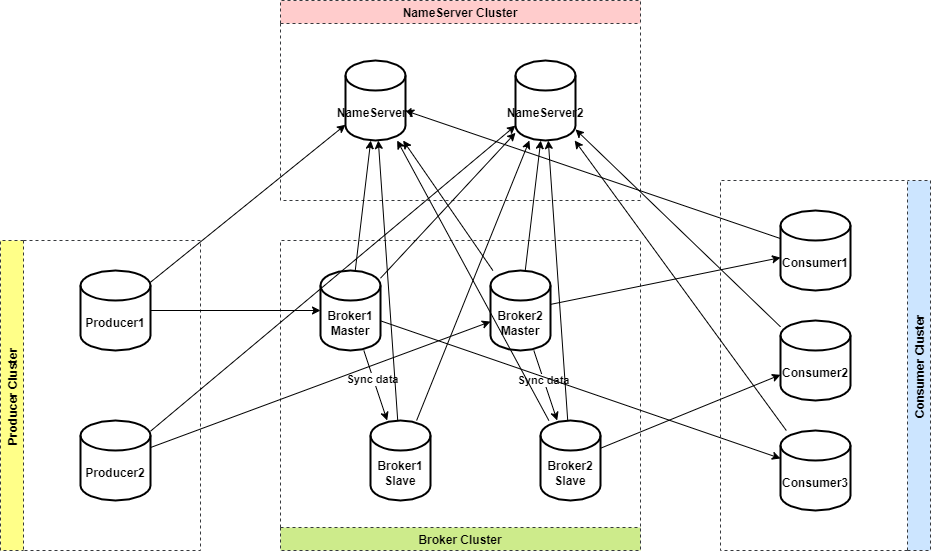 NameServer Cluster
NameServer1
NameServer2
Producer Cluster
Producer1
Producer2
Broker1
Master
Broker2
Master
Sync data
Sync data
Broker1
Slave
Broker2
Slave
Broker Cluster
Consumer1
Consumer2
Consumer3
Consumer Cluster